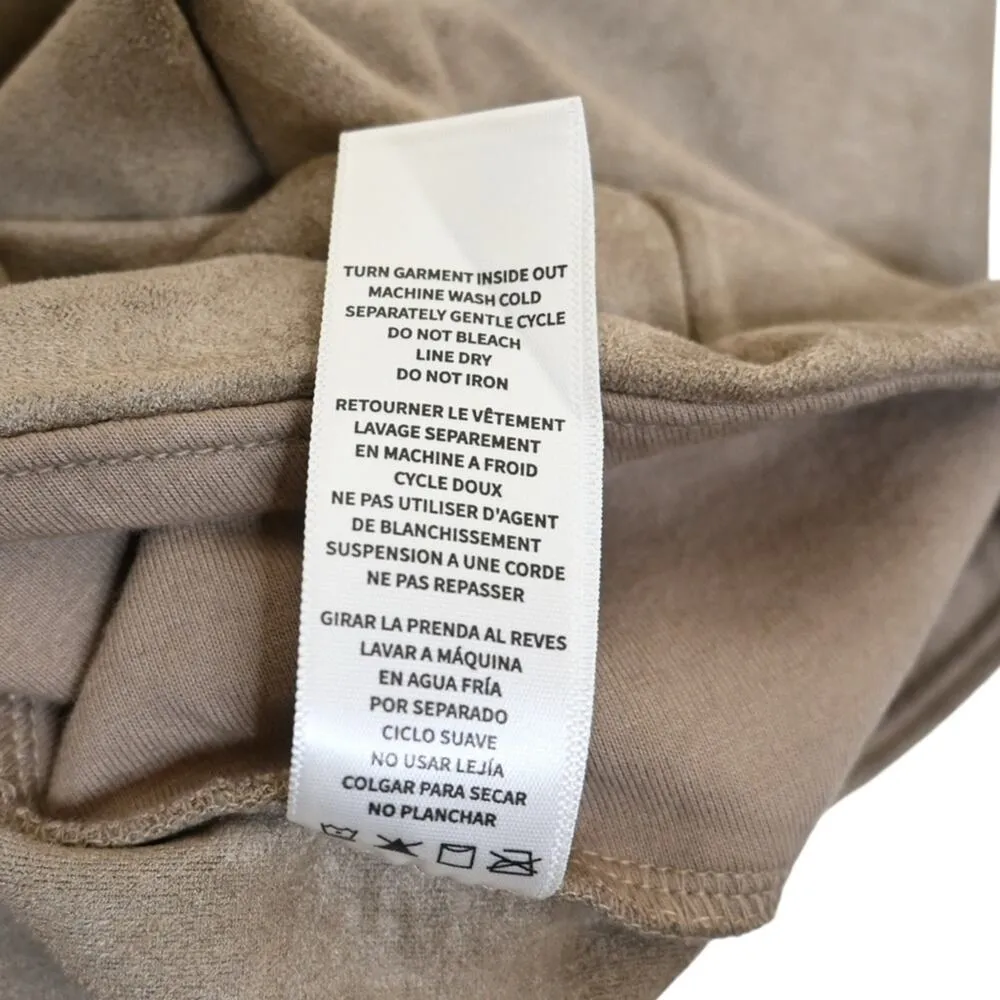 TURN GARMENT INSIDE OUT
MACHINE WASH COLD
SEPARATELY GENTLE CYCLE
DO NOT BLEACH
LINE DRY
DO NOT IRON
RETOURNER LE VÊTEMENT
LAVAGE SEPAREMENT
EN MACHINE A FROID
CYCLE DOUX
NE PAS UTILISER D'AGENT
DE BLANCHISSEMENT
SUSPENSION A UNE CORDE
NE PAS REPASSER
GIRAR LA PRENDA AL REVES
LAVAR A MÁQUINA
EN AGUA FRÍA
POR SEPARADO
CICLO SUAVE
NO USAR LEJÍA
COLGAR PARA SECAR
NO PLANCHAR